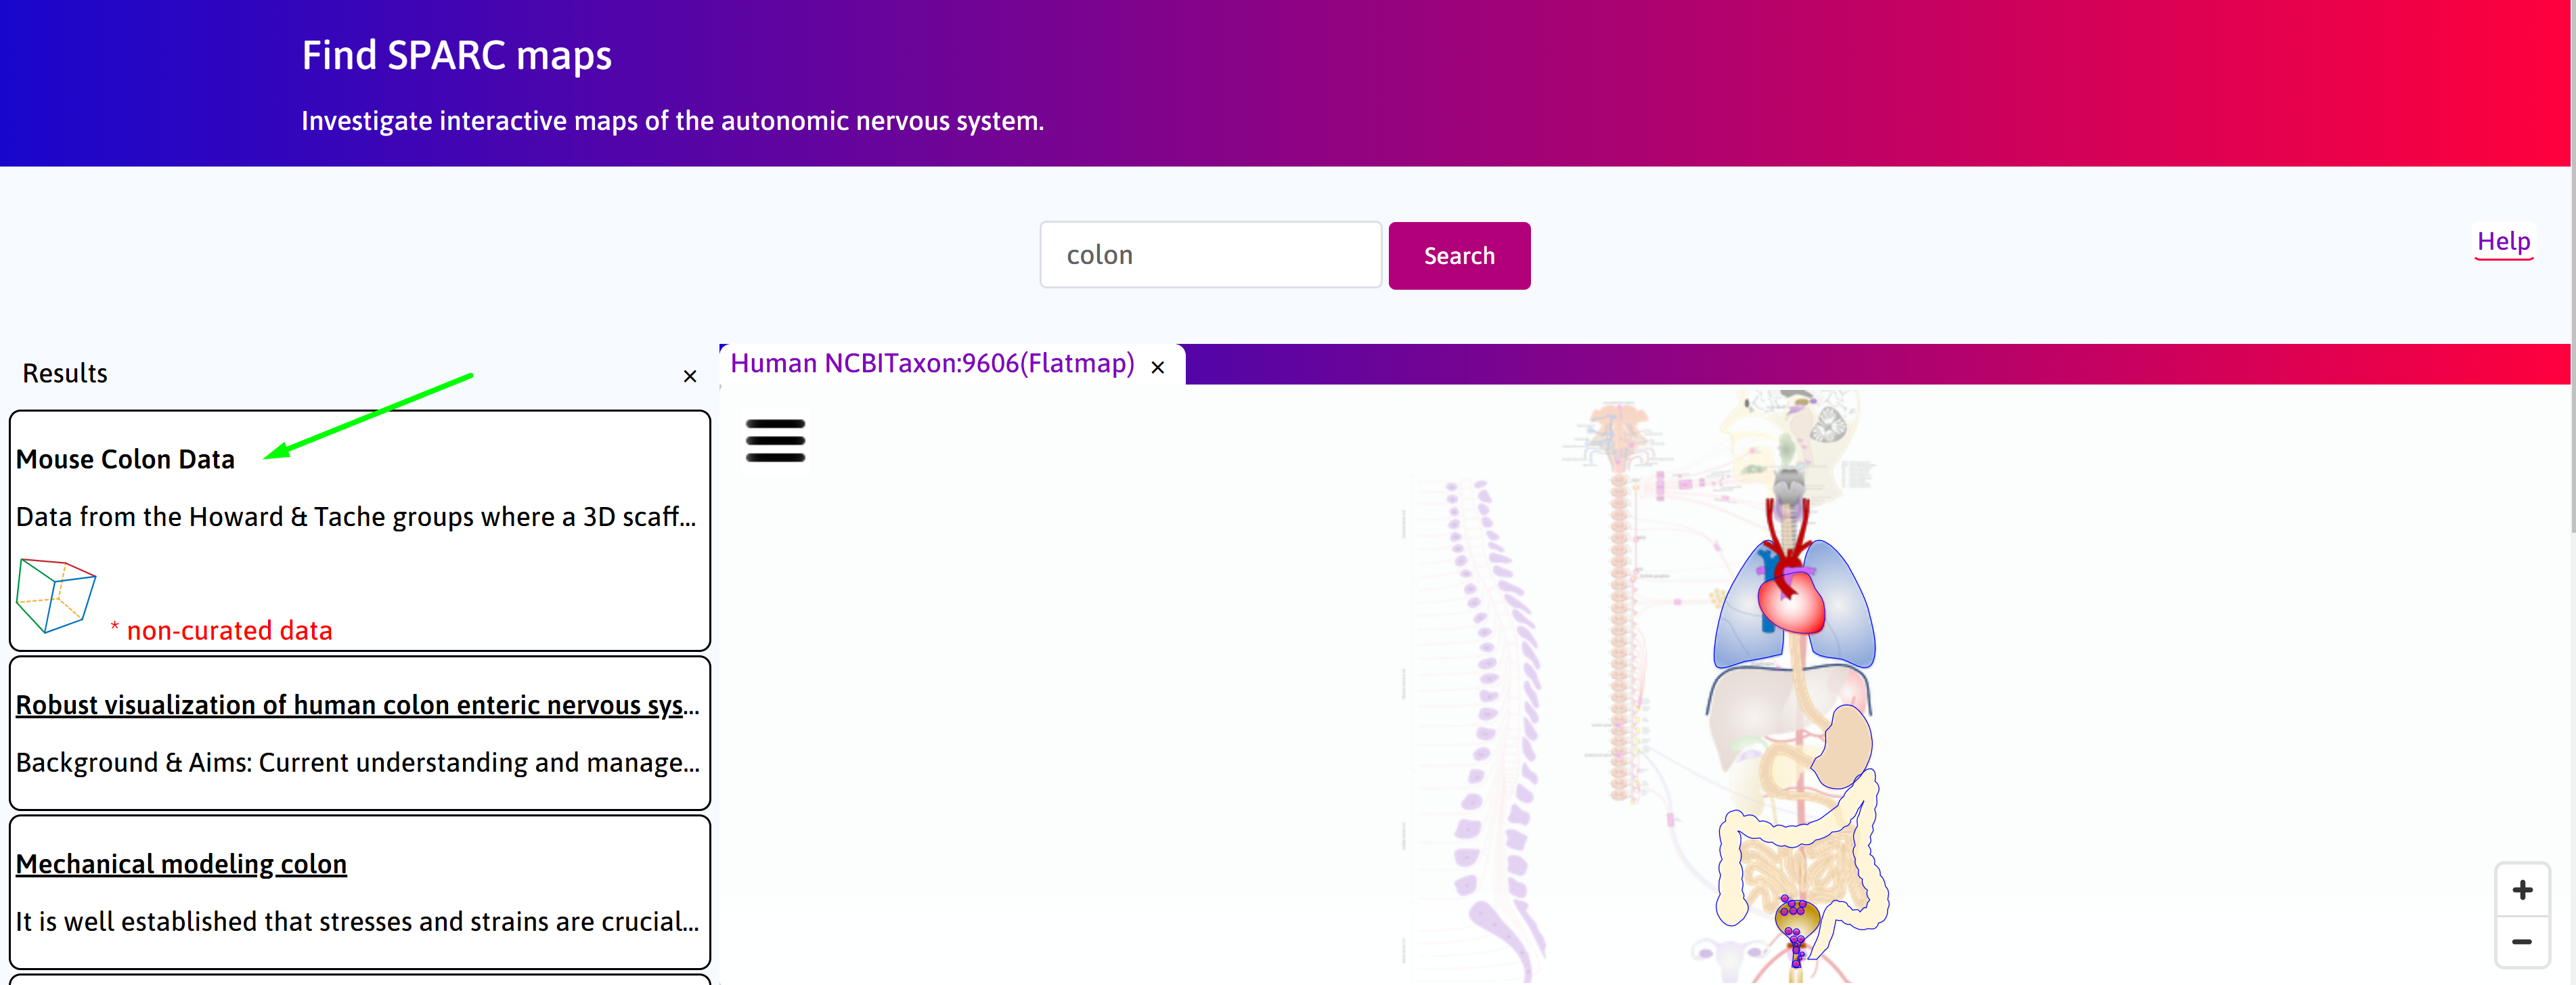 Find SPARC maps
Investigate interactive maps of the autonomic nervous system.
colon
Search
Help
Results
×
Human NCBITaxon:9606(Flatmap) ×
Mouse Colon Data
Data from the Howard & Tache groups where a 3D scaff...
* non-curated data
Robust visualization of human colon enteric nervous sys...
Background & Aims: Current understanding and manage...
Mechanical modeling colon
It is well established that stresses and strains are crucial...
+
−